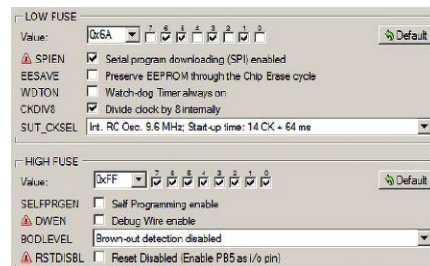 LOW FUSE
Value: 0x6A 7 6 5 4 3 2 1 0 Default
SPIEN Serial program downloading (SPI) enabled
EESAVE Preserve EEPROM through the Chip Erase cycle
WDTON Watch-dog Timer always on
CKDIV8 Divide clock by 8 internally
SUT_CKSEL Int. RC Osc. 9.6 MHz; Start-up time: 14 CK + 64 ms
HIGH FUSE
Value: 0xFF 7 6 5 4 3 2 1 0 Default
SELFPRGEN Self Programming enable
DWEN Debug Wire enable
BODLEVEL Brown-out detection disabled
RSTDISBL Reset Disabled (Enable PB5 as i/o pin)